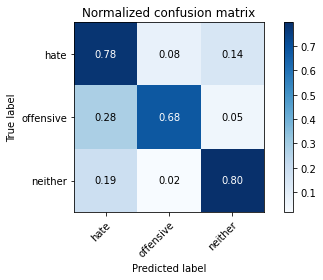 Normalized confusion matrix
True label
hate 0.78 0.08 0.14
offensive 0.28 0.68 0.05
neither 0.19 0.02 0.80
hate offensive neither
Predicted label
0.7
0.6
0.5
0.4
0.3
0.2
0.1